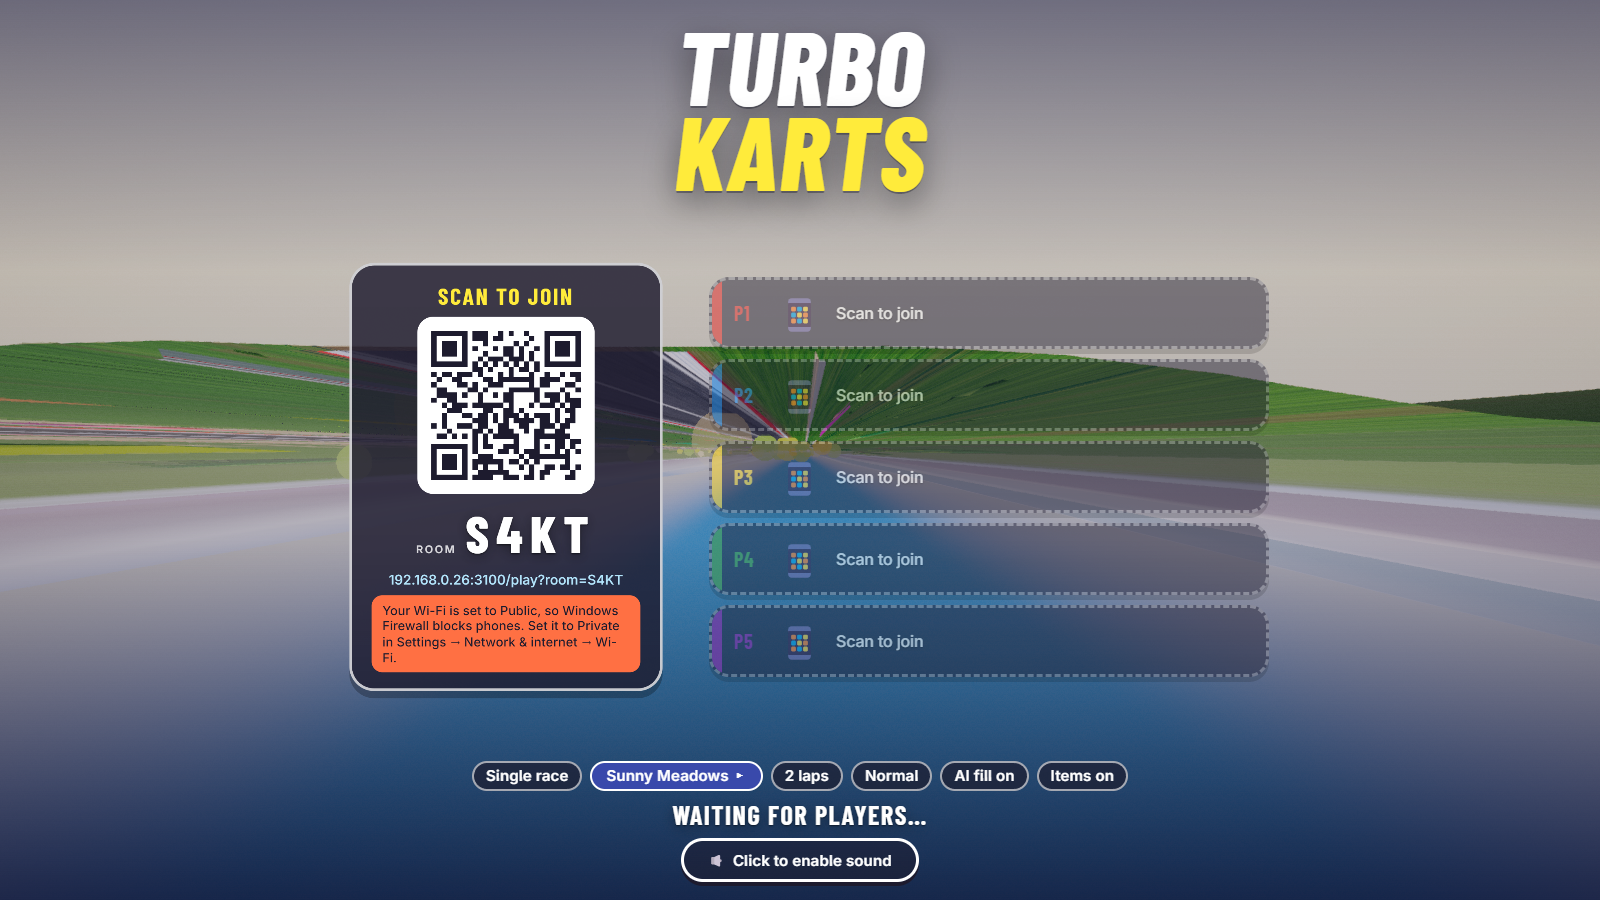 TURBO
KARTS
SCAN TO JOIN
ROOM S4KT
192.168.0.26:3100/play?room=S4KT
Your Wi-Fi is set to Public, so Windows
Firewall blocks phones. Set it to Private
in Settings → Network & internet → Wi-
Fi.
P1 Scan to join
P2 Scan to join
P3 Scan to join
P4 Scan to join
P5 Scan to join
Single race Sunny Meadows ▸ 2 laps Normal AI fill on Items on
WAITING FOR PLAYERS...
Click to enable sound